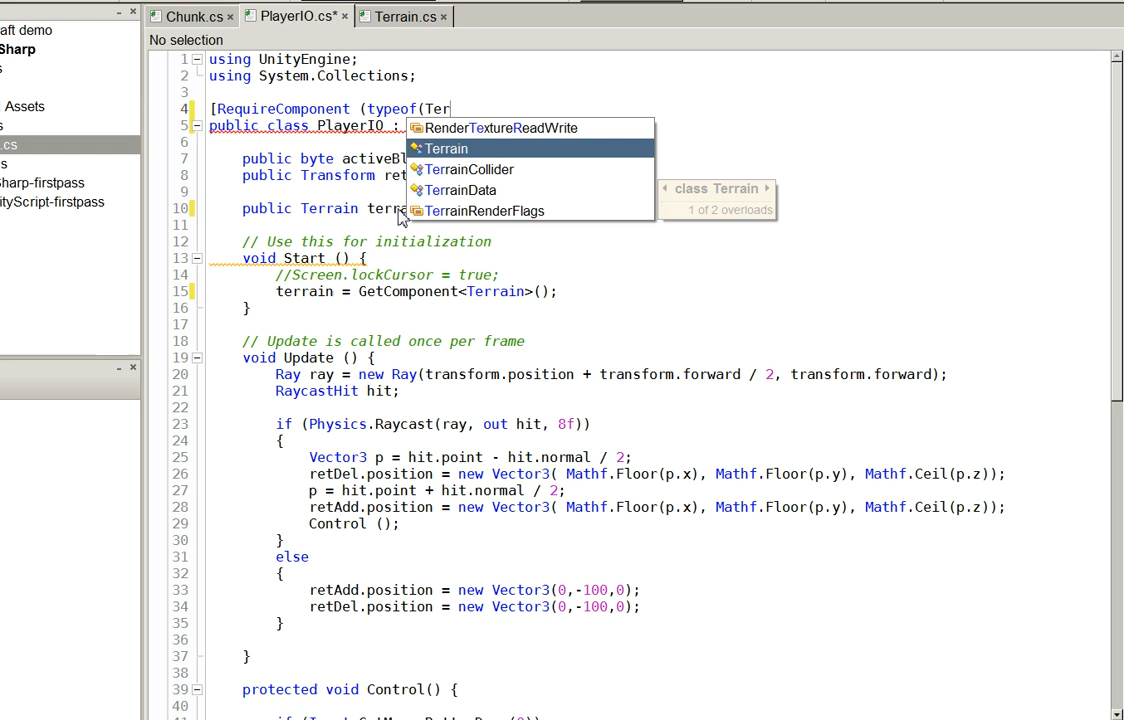 aft demo
Sharp
s
Assets
s
.cs
s
Sharp-firstpass
ityScript-firstpass
Chunk.cs × PlayerIO.cs* × Terrain.cs ×
No selection
1 using UnityEngine;
2 using System.Collections;
3
4 [RequireComponent (typeof(Ter
5 public class PlayerIO :
6
7 public byte activeBl
8 public Transform ret
9
10 public Terrain terra
11
12 // Use this for initialization
13 void Start () {
14 //Screen.lockCursor = true;
15 terrain = GetComponent<Terrain>();
16 }
17
18 // Update is called once per frame
19 void Update () {
20 Ray ray = new Ray(transform.position + transform.forward / 2, transform.forward);
21 RaycastHit hit;
22
23 if (Physics.Raycast(ray, out hit, 8f))
24 {
25 Vector3 p = hit.point - hit.normal / 2;
26 retDel.position = new Vector3( Mathf.Floor(p.x), Mathf.Floor(p.y), Mathf.Ceil(p.z));
27 p = hit.point + hit.normal / 2;
28 retAdd.position = new Vector3( Mathf.Floor(p.x), Mathf.Floor(p.y), Mathf.Ceil(p.z));
29 Control ();
30 }
31 else
32 {
33 retAdd.position = new Vector3(0,-100,0);
34 retDel.position = new Vector3(0,-100,0);
35 }
36
37 }
38
39 protected void Control() {
40
RenderTextureReadWrite
Terrain
TerrainCollider
TerrainData
TerrainRenderFlags
class Terrain
1 of 2 overloads